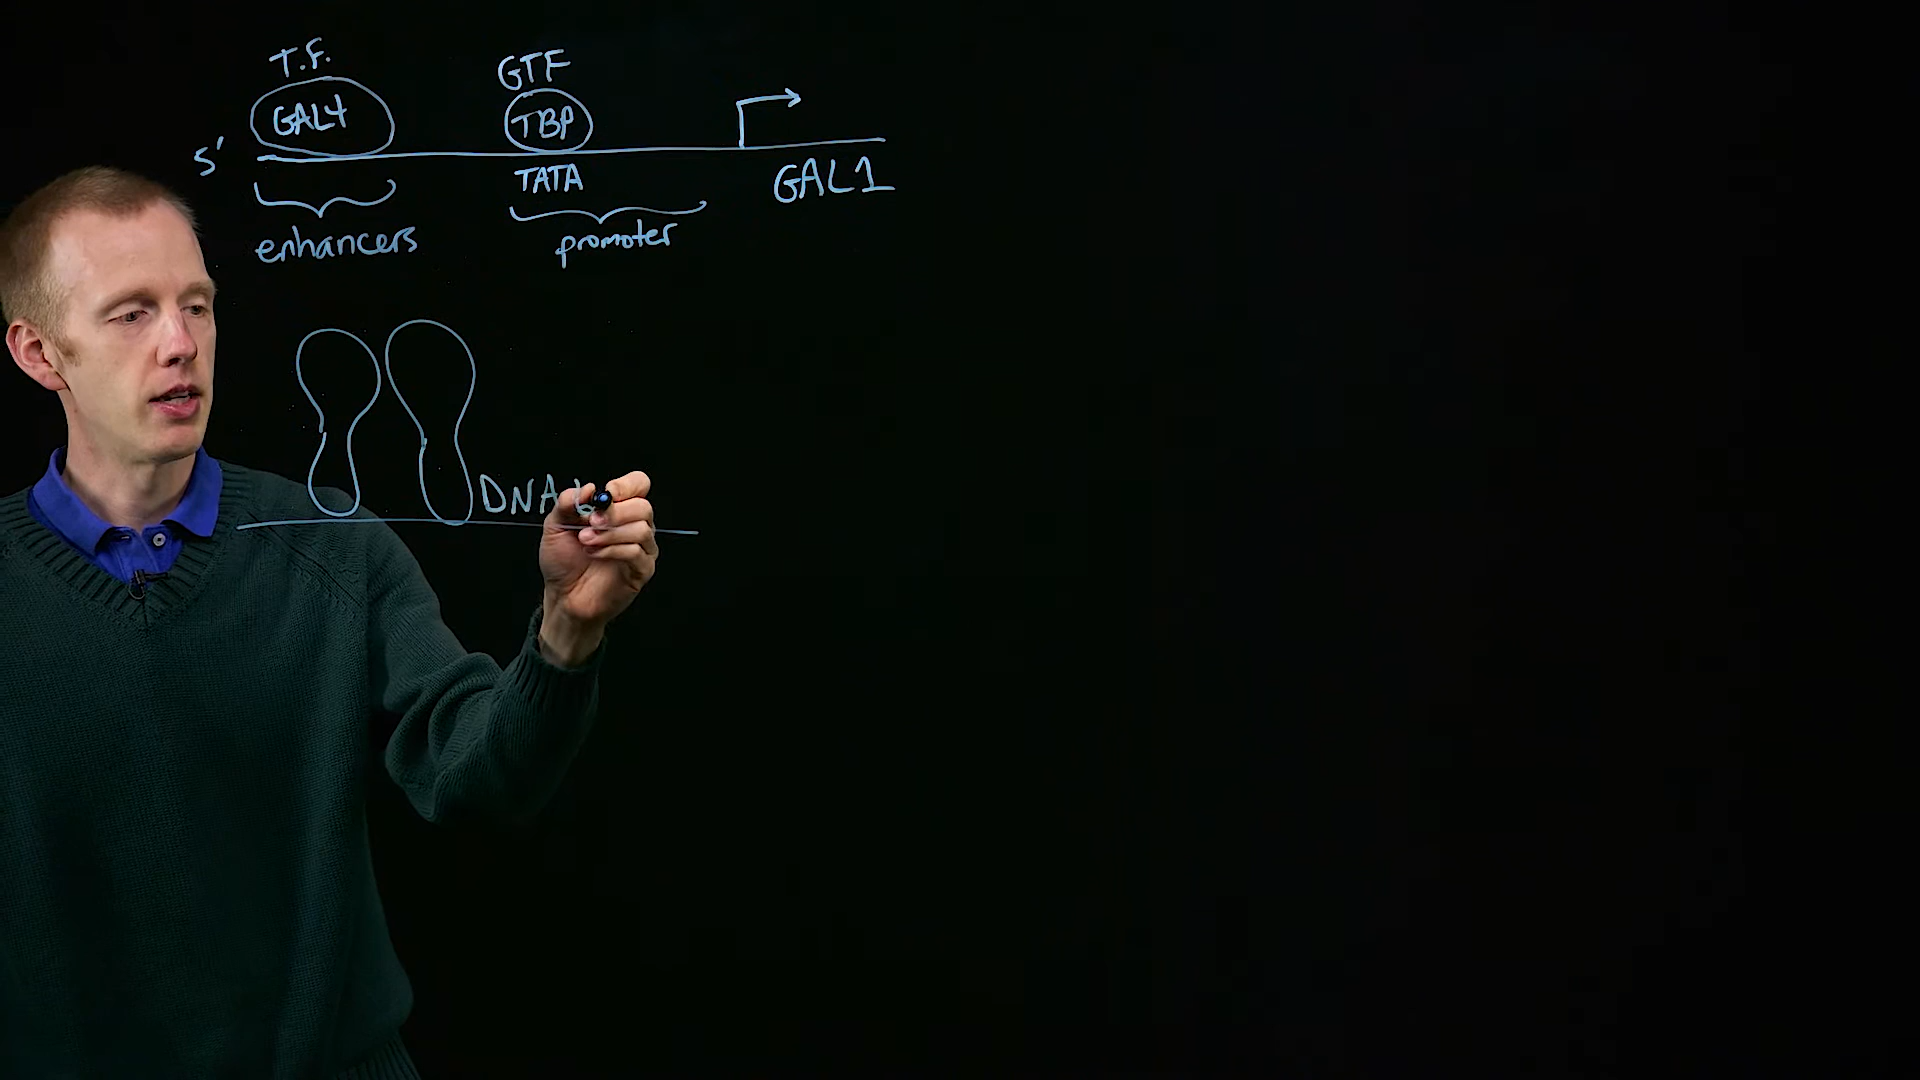 T.F.
GTF
GAL4
TBP
5'
TATA
GAL1
enhancers
promoter
DNA b